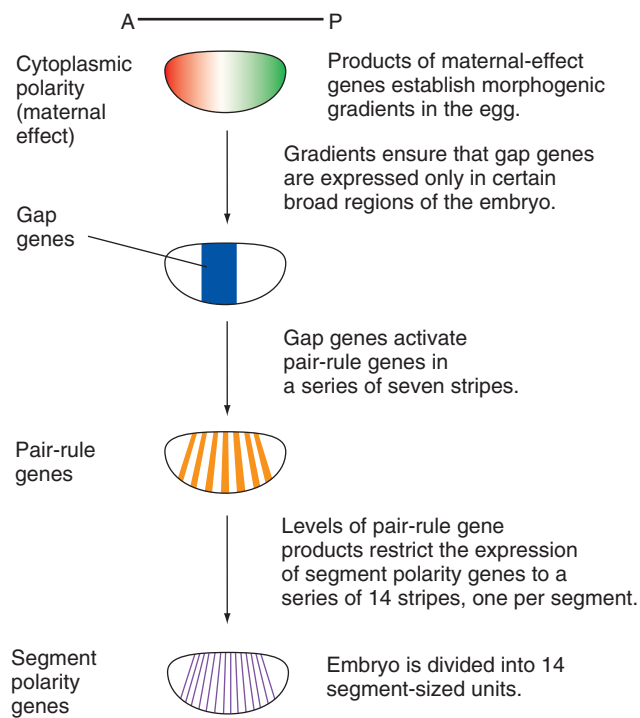 A P
Cytoplasmic
polarity
(maternal
effect)
Products of maternal-effect
genes establish morphogenic
gradients in the egg.
Gradients ensure that gap genes
are expressed only in certain
broad regions of the embryo.
Gap
genes
Gap genes activate
pair-rule genes in
a series of seven stripes.
Pair-rule
genes
Levels of pair-rule gene
products restrict the expression
of segment polarity genes to a
series of 14 stripes, one per segment.
Segment
polarity
genes
Embryo is divided into 14
segment-sized units.